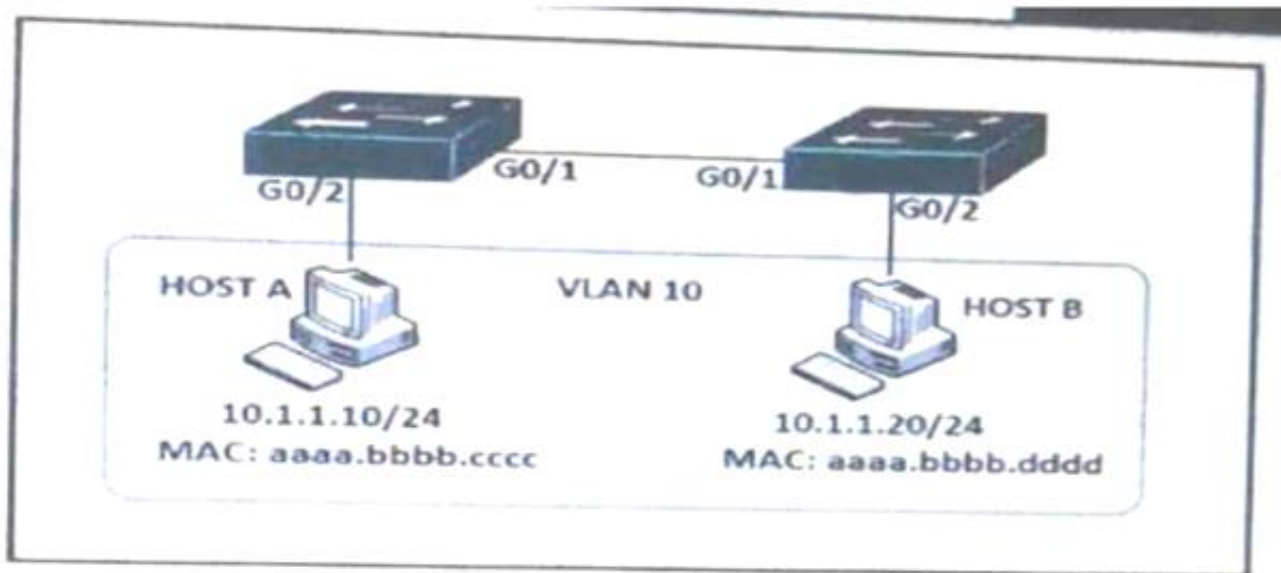 G0/2
G0/1
G0/1
G0/2
HOST A
VLAN 10
HOST B
10.1.1.10/24
MAC: aaaa.bbbb.cccc
10.1.1.20/24
MAC: aaaa.bbbb.dddd